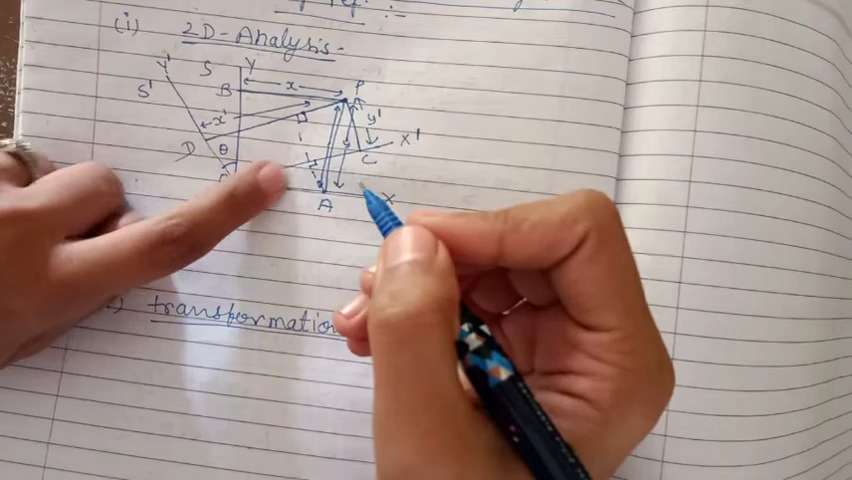 (i) 2D-Analysis-
Y' S Y
S' B x P
x' y'
D θ X'
y C
A X
transformation